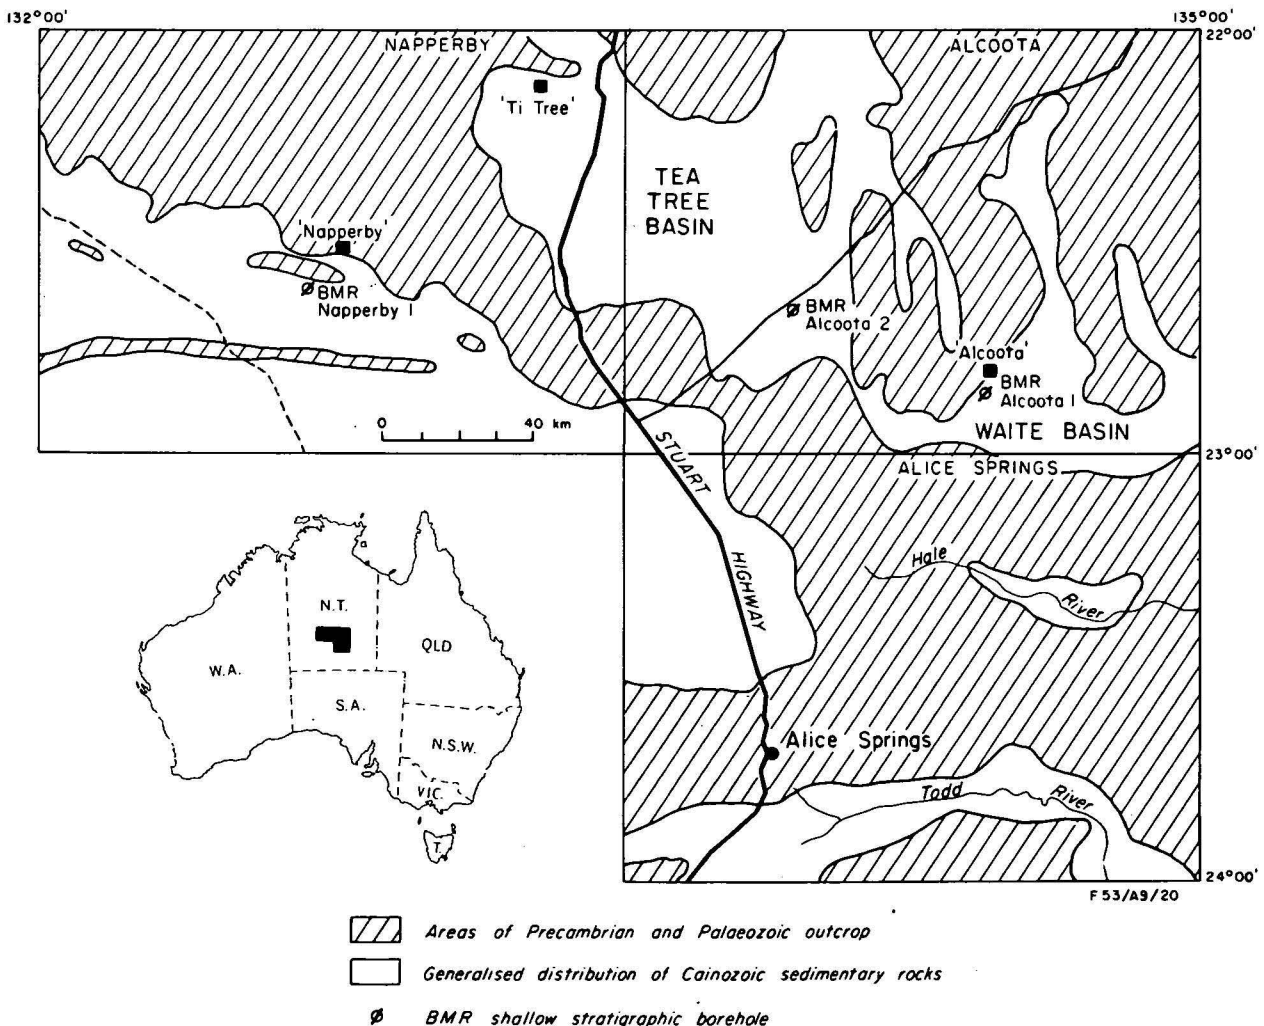 132°00'
135°00'
22°00'
NAPPERBY
ALCOOTA
'Ti Tree'
TEA
TREE
BASIN
'Napperby'
BMR
Napperby 1
BMR
Alcoota 2
'Alcoota'
BMR
Alcoota 1
WAITE BASIN
0 40 km
23°00'
ALICE SPRINGS
STUART
HIGHWAY
Hale
River
N.T.
W.A.
QLD
S.A.
N.S.W.
VIC.
T.
Alice Springs
Todd
River
24°00'
F 53/A9/20
Areas of Precambrian and Palaeozoic outcrop
Generalised distribution of Cainozoic sedimentary rocks
BMR shallow stratigraphic borehole